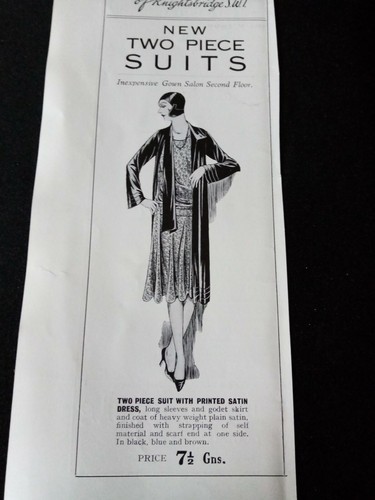 of Knightsbridge S.W.1.
NEW
TWO PIECE
SUITS
Inexpensive Gown Salon Second Floor.
TWO PIECE SUIT WITH PRINTED SATIN
DRESS, long sleeves and godet skirt
and coat of heavy weight plain satin,
finished with strapping of self
material and scarf end at one side.
In black, blue and brown.
PRICE 7½ Gns.